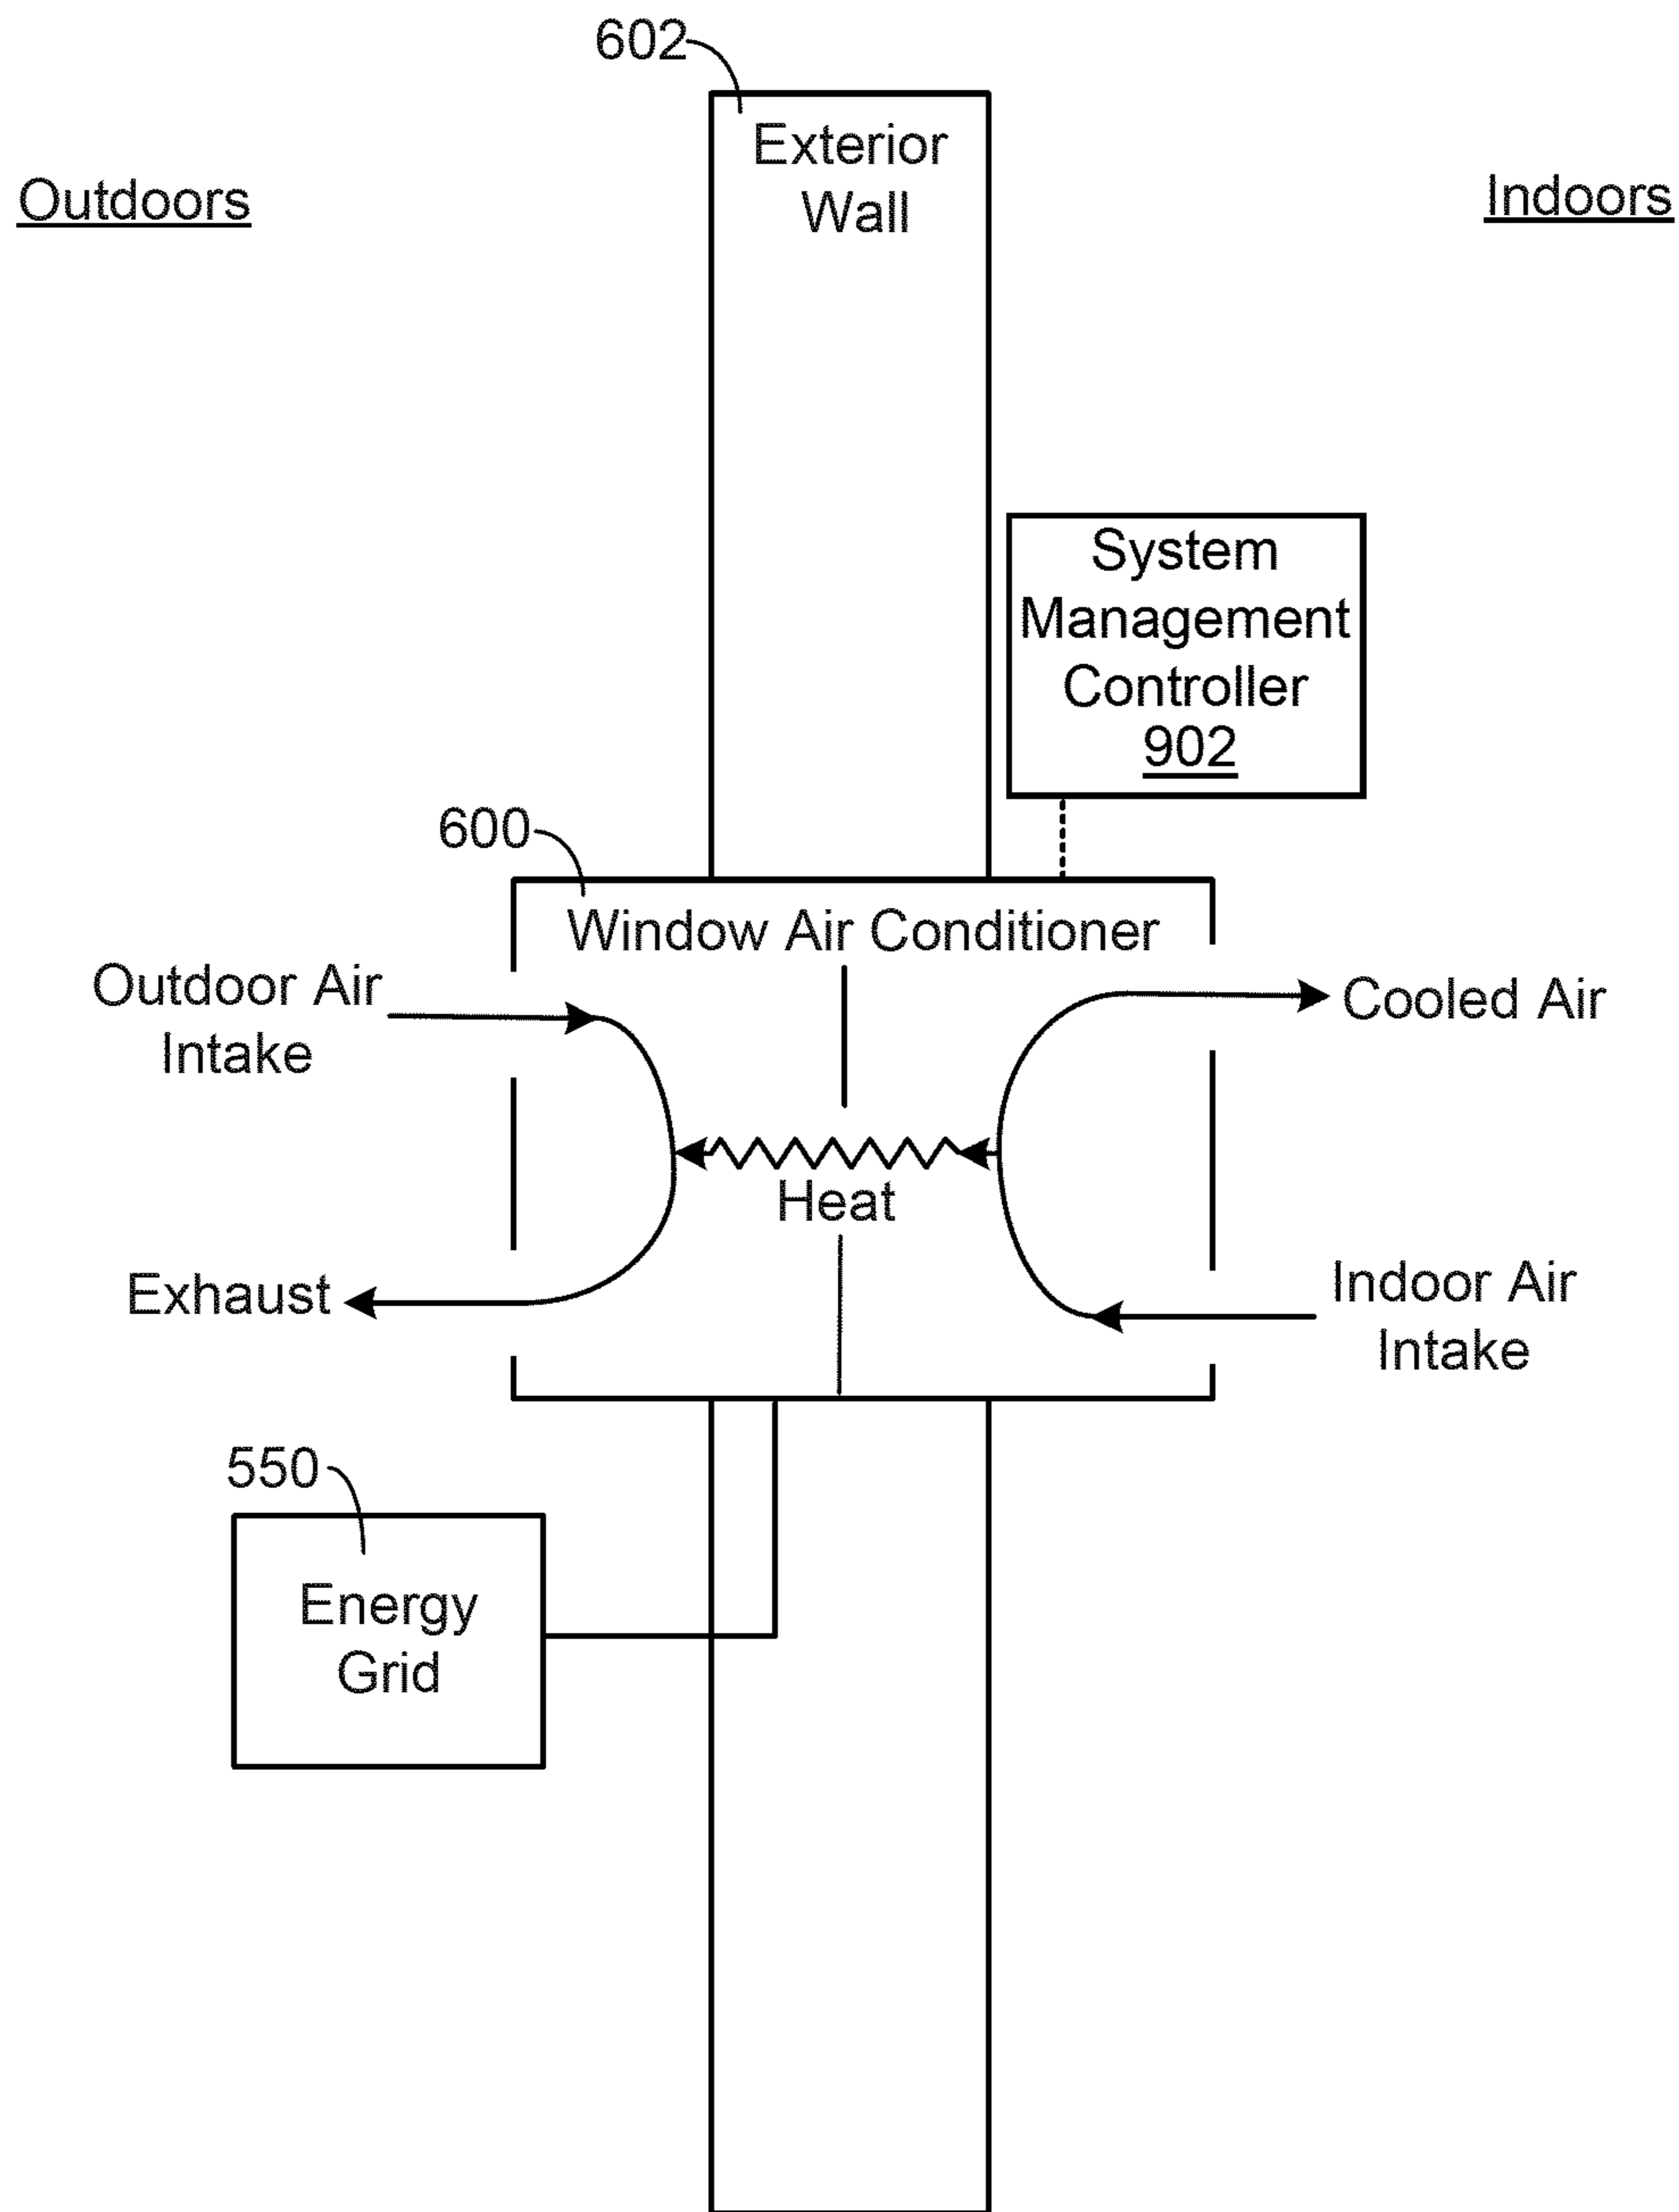 602
Exterior
Wall
Outdoors
Indoors
System
Management
Controller
902
600
Window Air Conditioner
Outdoor Air
Intake
Cooled Air
Heat
Exhaust
Indoor Air
Intake
550
Energy
Grid